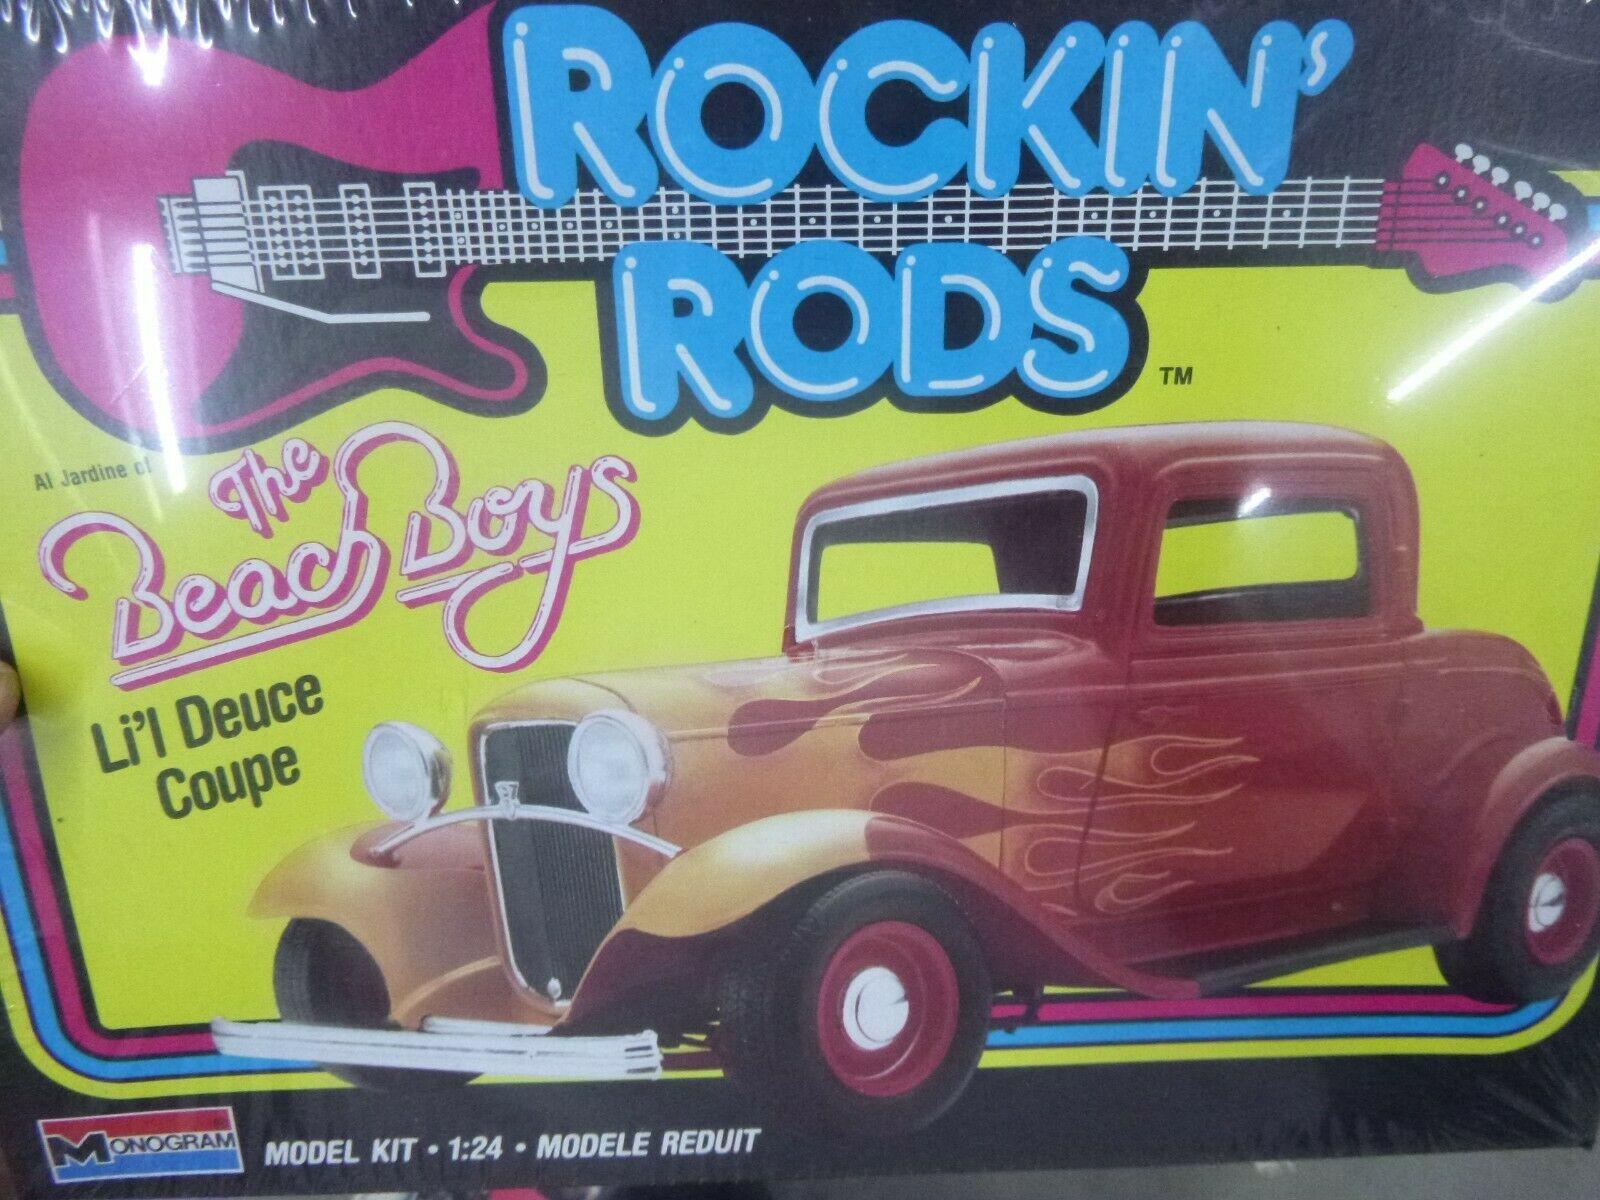 ROCKIN'
RODS
TM
Al Jardine of
The
Beach Boys
Li'l Deuce
Coupe
MONOGRAM®
MODEL KIT • 1:24 • MODELE REDUIT